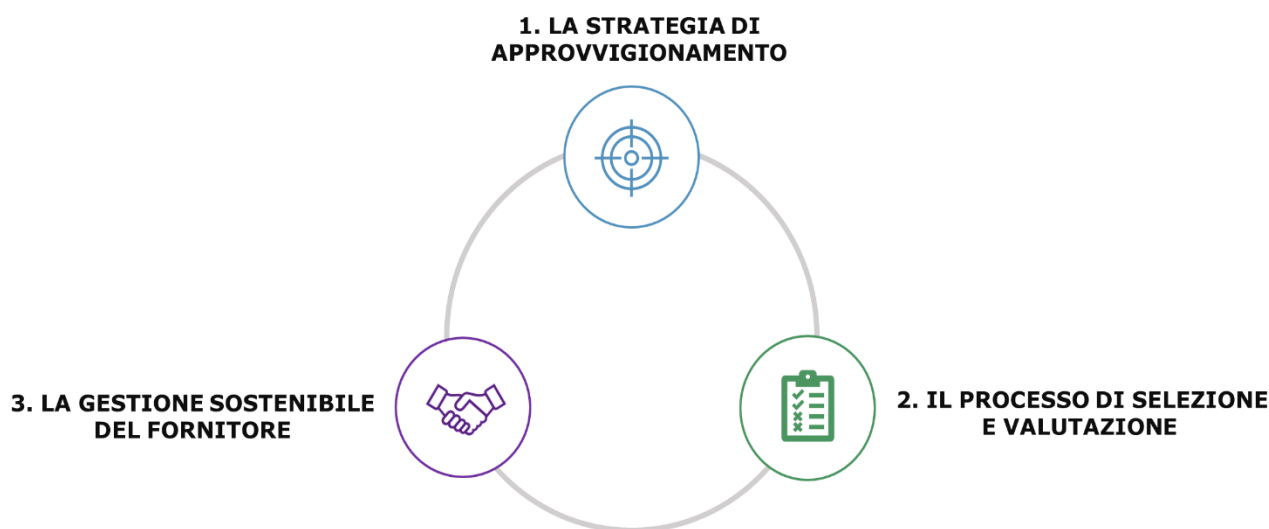 1. LA STRATEGIA DI
APPROVVIGIONAMENTO
3. LA GESTIONE SOSTENIBILE
DEL FORNITORE
2. IL PROCESSO DI SELEZIONE
E VALUTAZIONE